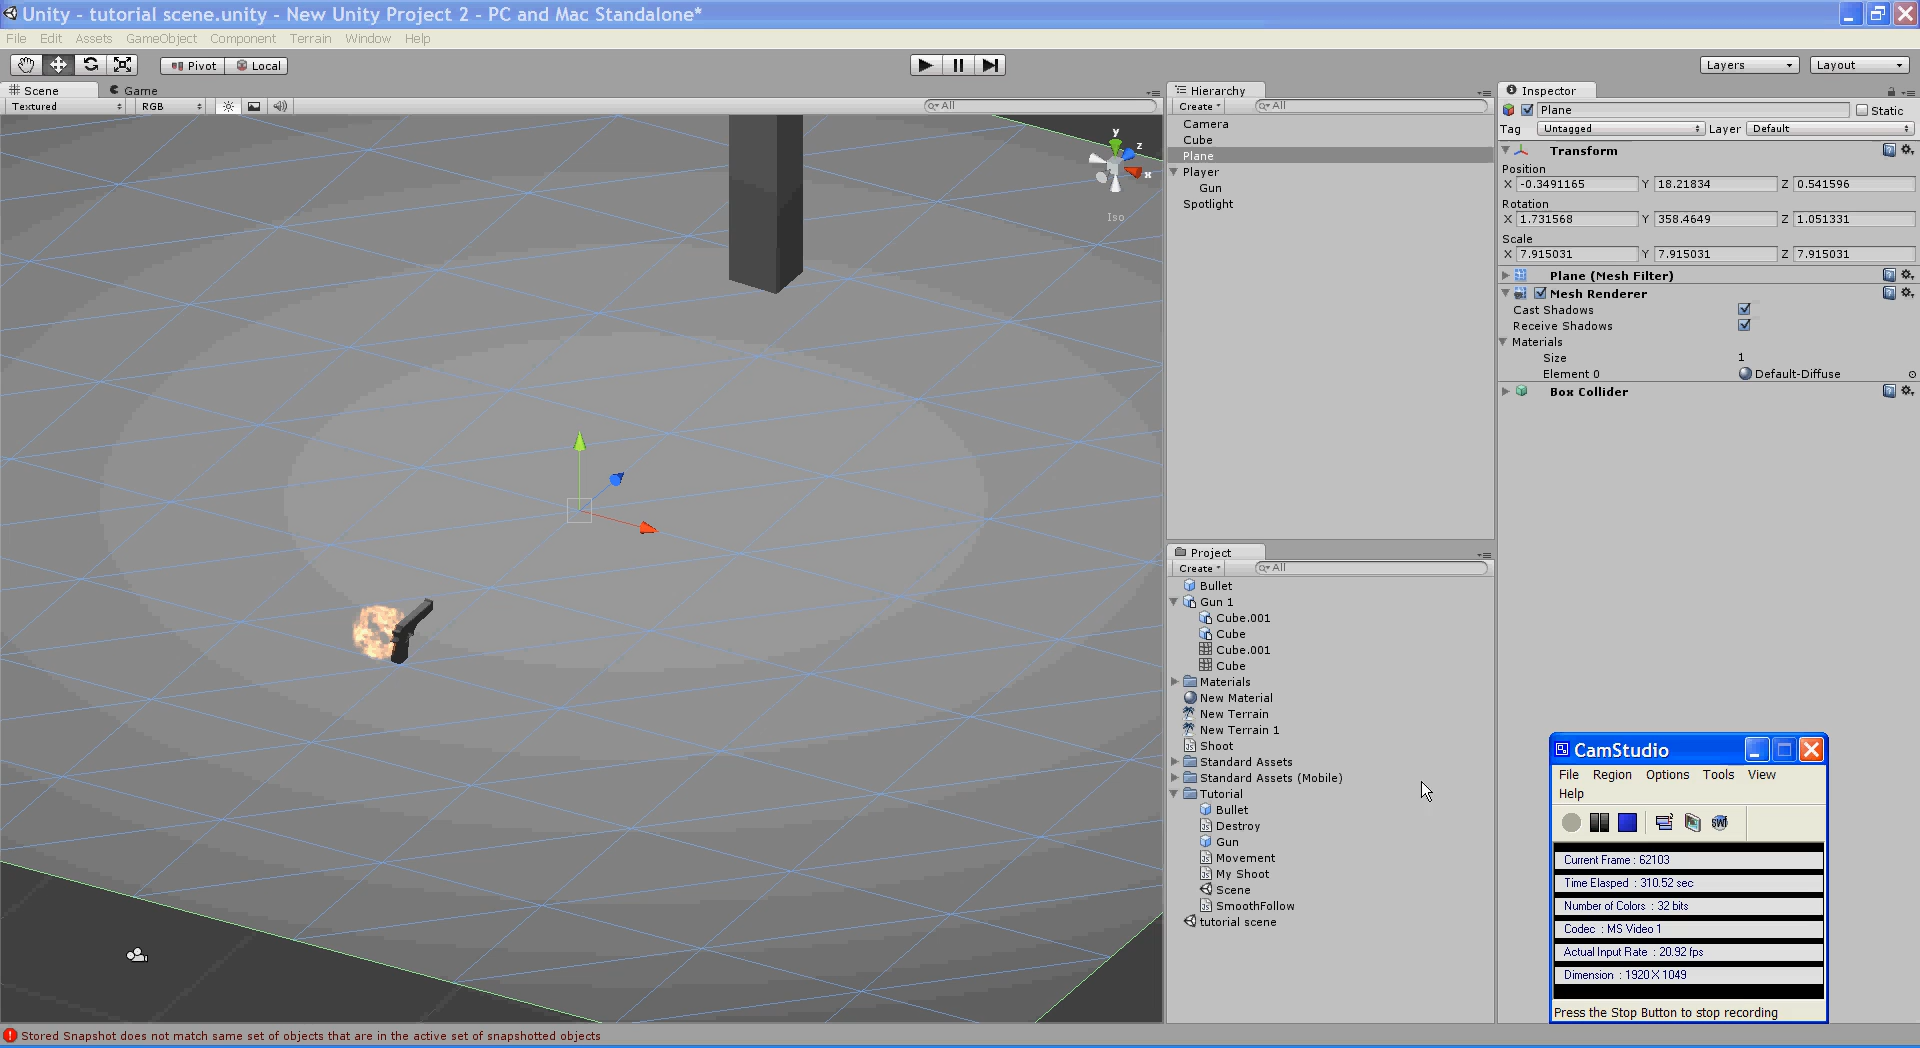 Unity - tutorial scene.unity - New Unity Project 2 - PC and Mac Standalone*
File Edit Assets GameObject Component Terrain Window Help
Pivot Local
Layers Layout
Scene Game
Textured RGB All
y
z
x
Iso
Hierarchy
Create All
Camera
Cube
Plane
Player
Gun
Spotlight
Project
Create All
Bullet
Gun 1
Cube.001
Cube
Cube.001
Cube
Materials
New Material
New Terrain
New Terrain 1
Shoot
Standard Assets
Standard Assets (Mobile)
Tutorial
Bullet
Destroy
Gun
Movement
My Shoot
Scene
SmoothFollow
tutorial scene
Inspector
Plane Static
Tag Untagged Layer Default
Transform
Position
X -0.3491165 Y 18.21834 Z 0.541596
Rotation
X 1.731568 Y 358.4649 Z 1.051331
Scale
X 7.915031 Y 7.915031 Z 7.915031
Plane (Mesh Filter)
Mesh Renderer
Cast Shadows
Receive Shadows
Materials
Size 1
Element 0 Default-Diffuse
Box Collider
CamStudio
File Region Options Tools View
Help
Current Frame : 62103
Time Elasped : 310.52 sec
Number of Colors : 32 bits
Codec : MS Video 1
Actual Input Rate : 20.92 fps
Dimension : 1920 X 1049
Press the Stop Button to stop recording
Stored Snapshot does not match same set of objects that are in the active set of snapshotted objects